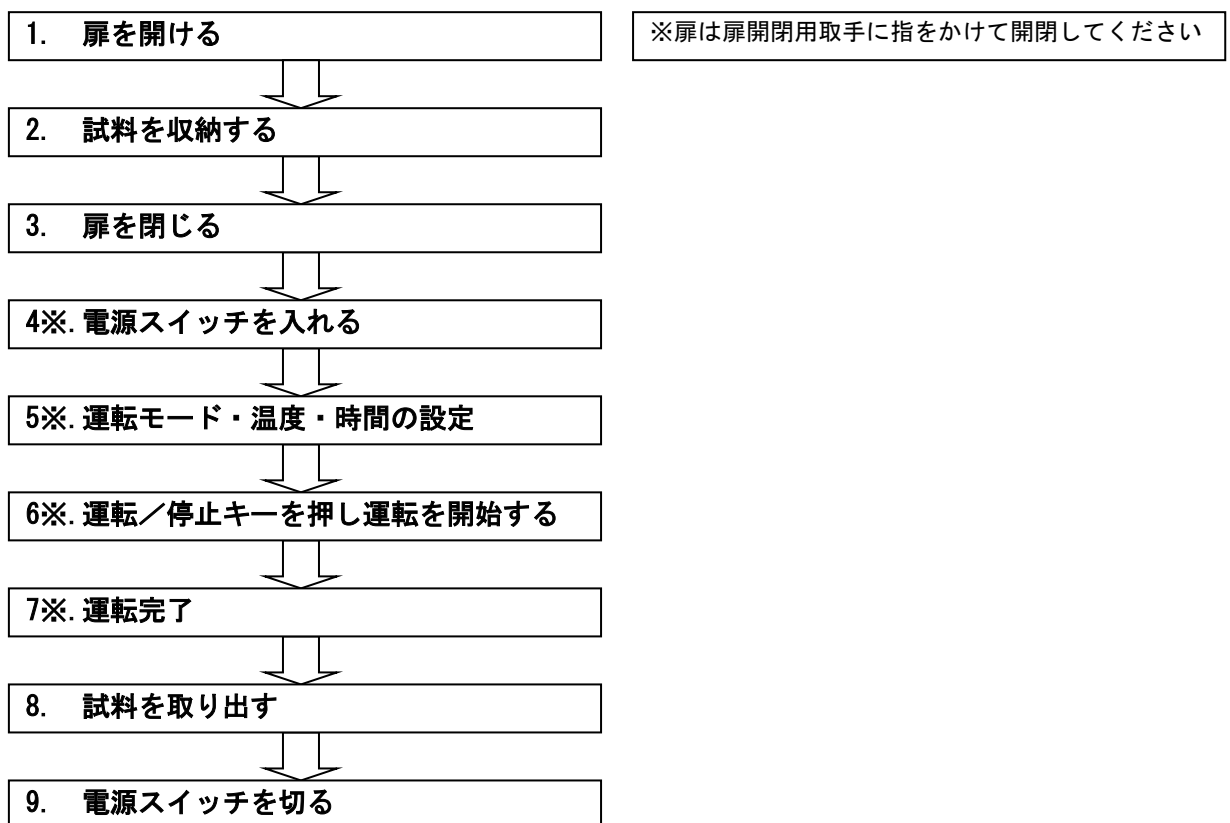 1. 扉を開ける
※扉は扉開閉用取手に指をかけて開閉してください
2. 試料を収納する
3. 扉を閉じる
4※. 電源スイッチを入れる
5※. 運転モード・温度・時間の設定
6※. 運転／停止キーを押し運転を開始する
7※. 運転完了
8. 試料を取り出す
9. 電源スイッチを切る